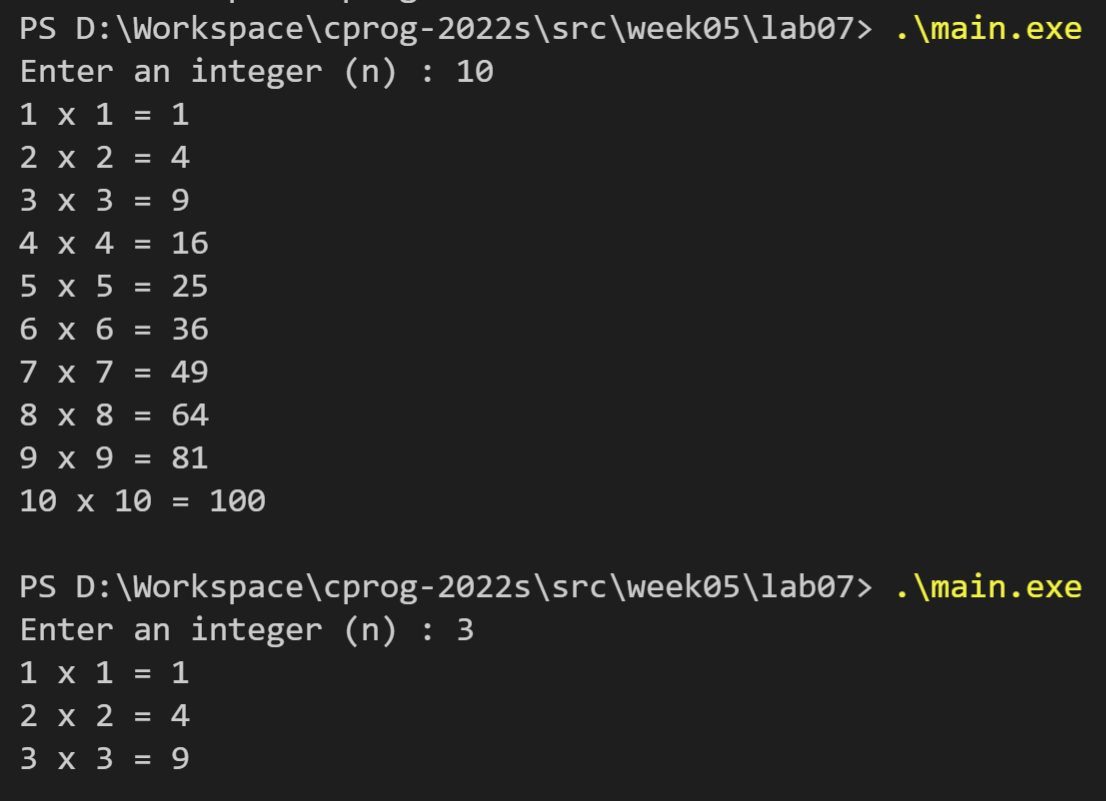 PS D:\Workspace\cprog-2022s\src\week05\lab07> .\main.exe
Enter an integer (n) : 10
1 x 1 = 1
2 x 2 = 4
3 x 3 = 9
4 x 4 = 16
5 x 5 = 25
6 x 6 = 36
7 x 7 = 49
8 x 8 = 64
9 x 9 = 81
10 x 10 = 100
PS D:\Workspace\cprog-2022s\src\week05\lab07> .\main.exe
Enter an integer (n) : 3
1 x 1 = 1
2 x 2 = 4
3 x 3 = 9